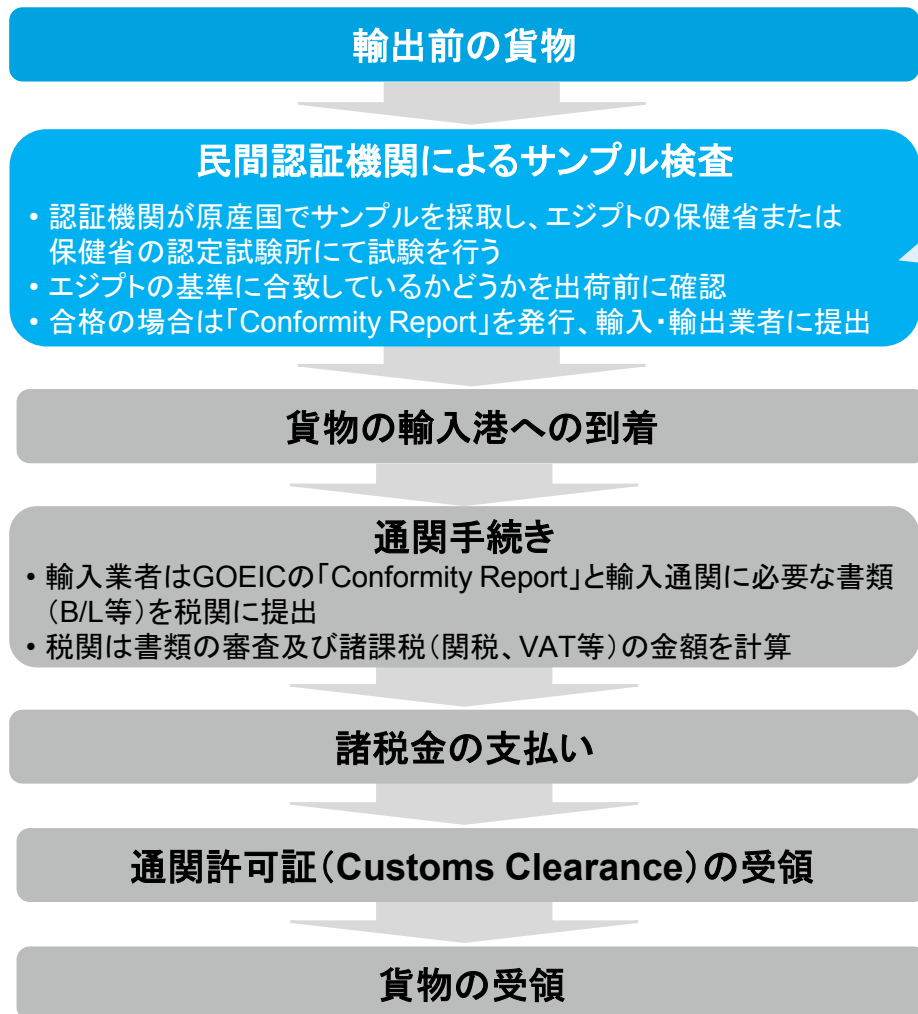 輸出前の貨物
民間認証機関によるサンプル検査
• 認証機関が原産国でサンプルを採取し、エジプトの保健省または
保健省の認定試験所にて試験を行う
• エジプトの基準に合致しているかどうかを出荷前に確認
• 合格の場合は「Conformity Report」を発行、輸入・輸出業者に提出
貨物の輸入港への到着
通関手続き
• 輸入業者はGOEICの「Conformity Report」と輸入通関に必要な書類
（B/L等）を税関に提出
• 税関は書類の審査及び諸課税（関税、VAT等）の金額を計算
諸税金の支払い
通関許可証（Customs Clearance）の受領
貨物の受領